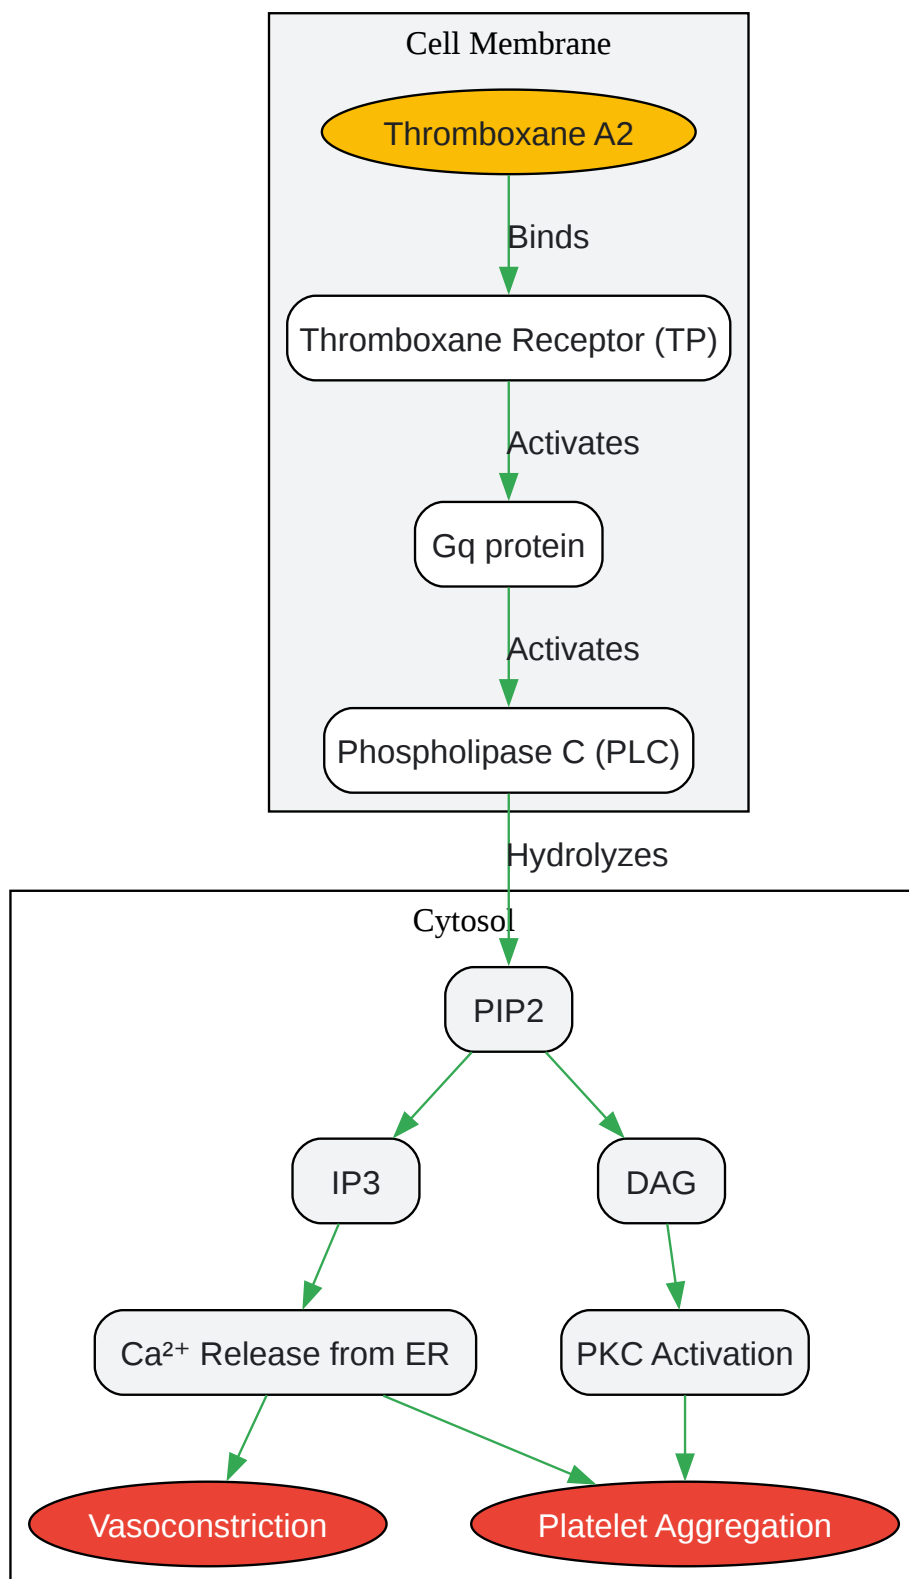 Cell Membrane
Thromboxane A2
Binds
Thromboxane Receptor (TP)
Activates
Gq protein
Activates
Phospholipase C (PLC)
Hydrolyzes
Cytosol
PIP2
IP3
DAG
Ca²⁺ Release from ER
PKC Activation
Vasoconstriction
Platelet Aggregation